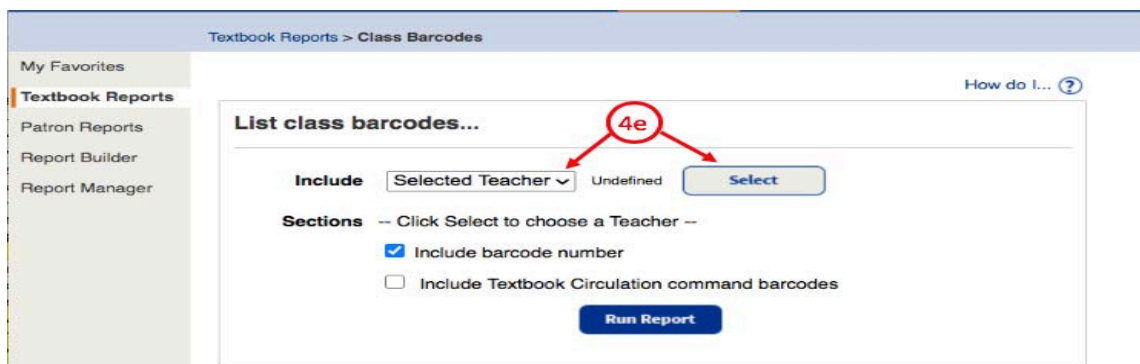 Textbook Reports > Class Barcodes
My Favorites
Textbook Reports
Patron Reports
Report Builder
Report Manager
How do I... ?
List class barcodes...
4e
Include Selected Teacher Undefined Select
Sections -- Click Select to choose a Teacher --
Include barcode number
Include Textbook Circulation command barcodes
Run Report